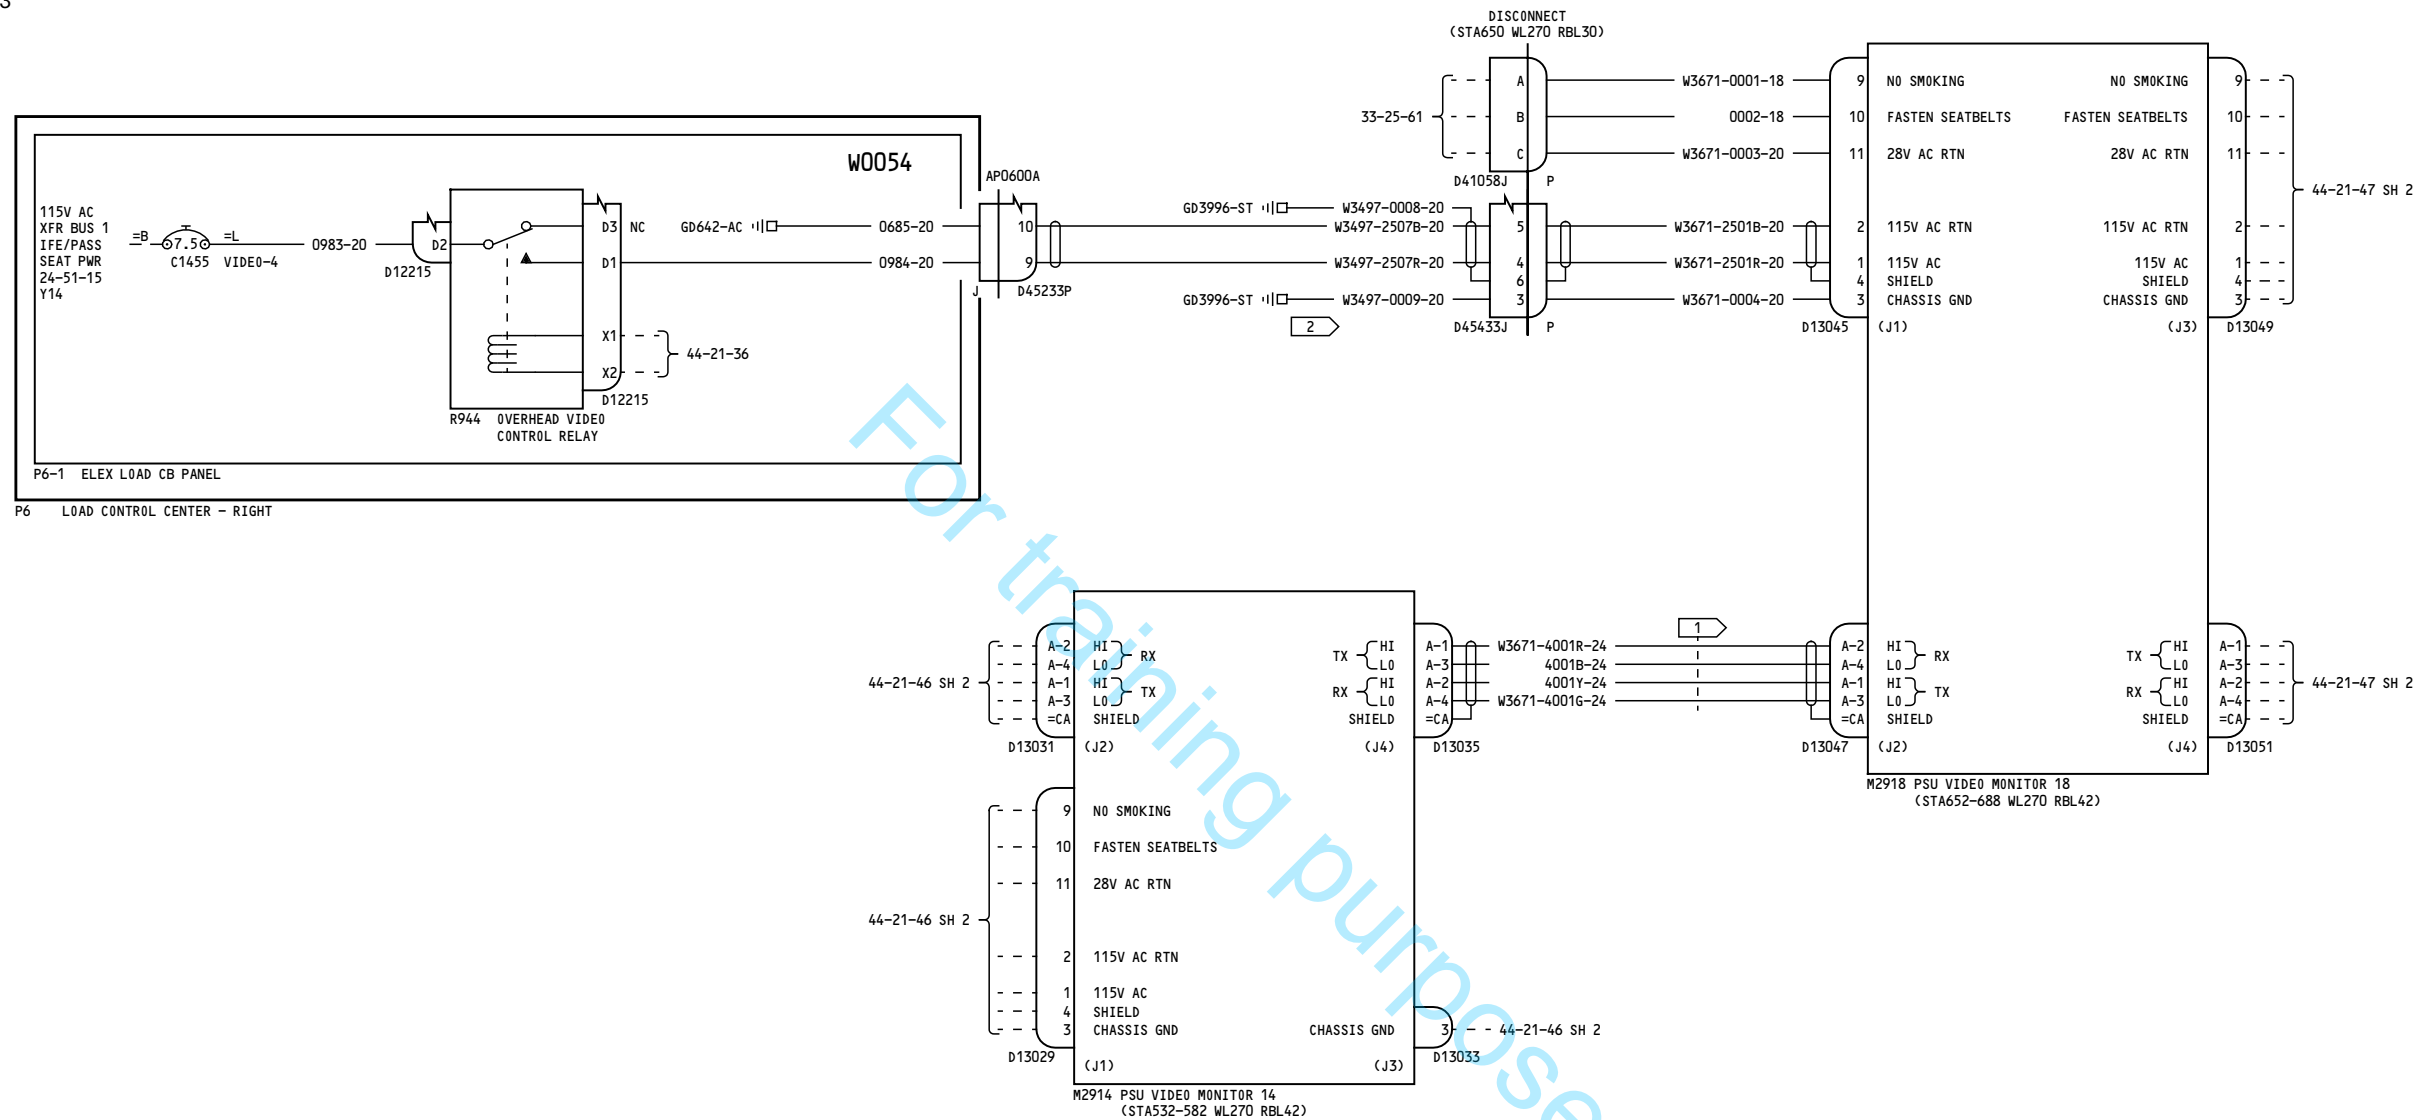 3
DISCONNECT
(STA650 WL270 RBL30)
33-25-61
A W3671-0001-18 9 NO SMOKING NO SMOKING 9
B 0002-18 10 FASTEN SEATBELTS FASTEN SEATBELTS 10
C W3671-0003-20 11 28V AC RTN 28V AC RTN 11
D41058J P
44-21-47 SH 2
W0054
AP0600A
115V AC
XFR BUS 1
IFE/PASS
SEAT PWR
24-51-15
Y14
=B 7.5 =L 0983-20 D2
C1455 VIDEO-4
D12215
D3 NC GD642-AC 0685-20 10
D1 0984-20 9
J D45233P
X1
X2
44-21-36
D12215
R944 OVERHEAD VIDEO
CONTROL RELAY
P6-1 ELEX LOAD CB PANEL
P6 LOAD CONTROL CENTER - RIGHT
GD3996-ST W3497-0008-20
W3497-2507B-20 5 W3671-2501B-20 2 115V AC RTN 115V AC RTN 2
W3497-2507R-20 4 W3671-2501R-20 1 115V AC 115V AC 1
6 4 SHIELD SHIELD 4
GD3996-ST W3497-0009-20 3 W3671-0004-20 3 CHASSIS GND CHASSIS GND 3
2
D45433J P
D13045 (J1) (J3) D13049
44-21-46 SH 2
A-2 HI
A-4 LO
RX
A-1 HI
A-3 LO
TX
=CA SHIELD
D13031 (J2)
TX
HI A-1 W3671-4001R-24
LO A-3 4001B-24
RX
HI A-2 4001Y-24
LO A-4 W3671-4001G-24
SHIELD =CA
(J4) D13035
1
A-2 HI
A-4 LO
RX
A-1 HI
A-3 LO
TX
=CA SHIELD
D13047 (J2)
TX
HI A-1
LO A-3
RX
HI A-2
LO A-4
SHIELD =CA
(J4) D13051
44-21-47 SH 2
M2918 PSU VIDEO MONITOR 18
(STA652-688 WL270 RBL42)
44-21-46 SH 2
9 NO SMOKING
10 FASTEN SEATBELTS
11 28V AC RTN
2 115V AC RTN
1 115V AC
4 SHIELD
3 CHASSIS GND
D13029 (J1)
CHASSIS GND 3 44-21-46 SH 2
(J3) D13033
M2914 PSU VIDEO MONITOR 14
(STA532-582 WL270 RBL42)
For training purpose